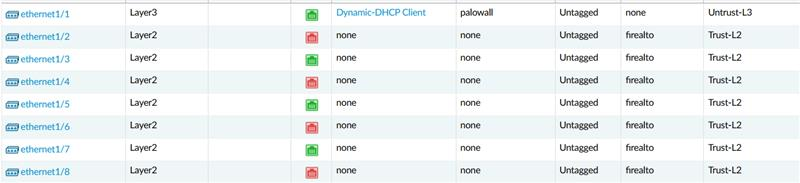 ethernet1/1 Layer3 Dynamic-DHCP Client palowall Untagged none Untrust-L3
ethernet1/2 Layer2 none none Untagged firealto Trust-L2
ethernet1/3 Layer2 none none Untagged firealto Trust-L2
ethernet1/4 Layer2 none none Untagged firealto Trust-L2
ethernet1/5 Layer2 none none Untagged firealto Trust-L2
ethernet1/6 Layer2 none none Untagged firealto Trust-L2
ethernet1/7 Layer2 none none Untagged firealto Trust-L2
ethernet1/8 Layer2 none none Untagged firealto Trust-L2